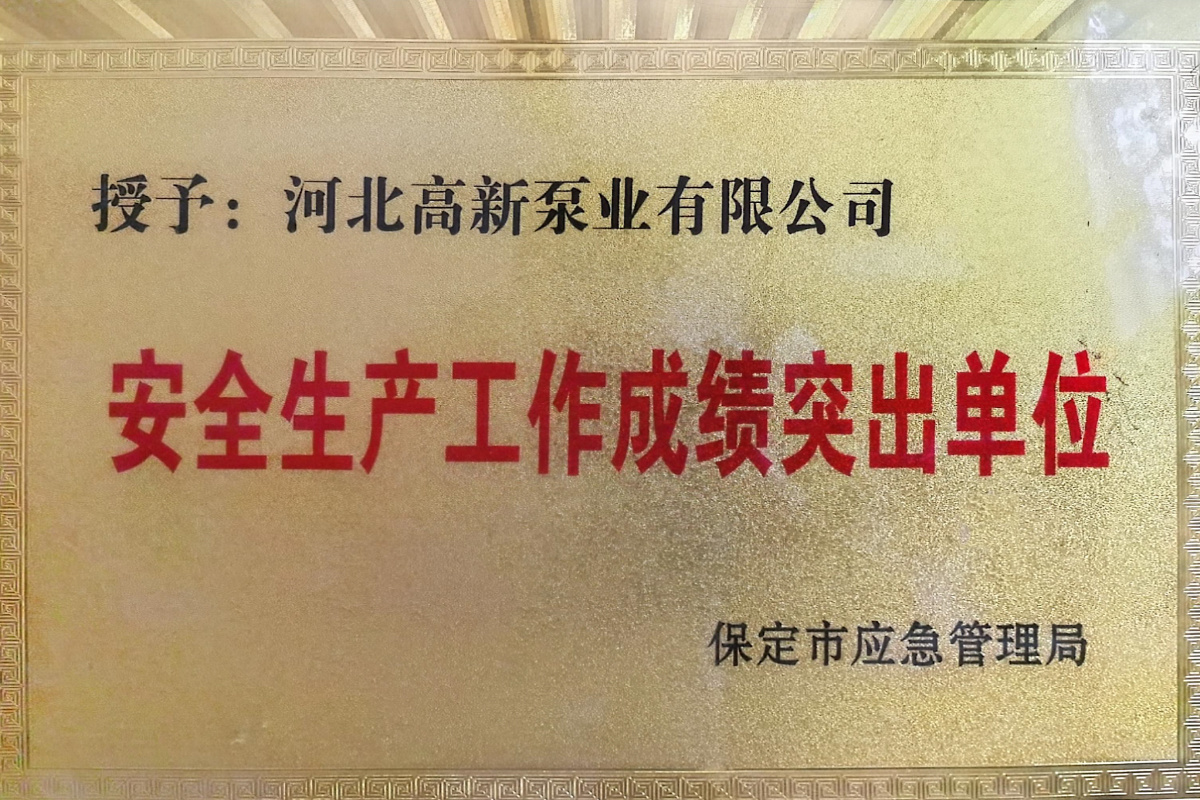 授予：河北高新泵业有限公司
安全生产工作成绩突出单位
保定市应急管理局